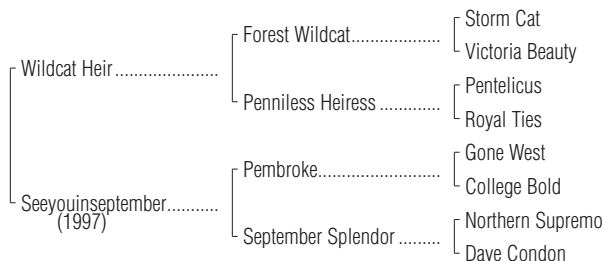 Storm Cat
Forest Wildcat....................
Victoria Beauty
Wildcat Heir.......................
Pentelicus
Penniless Heiress .............
Royal Ties
Gone West
Pembroke...........................
College Bold
Seeyouinseptember...........
(1997)
Northern Supremo
September Splendor .........
Dave Condon